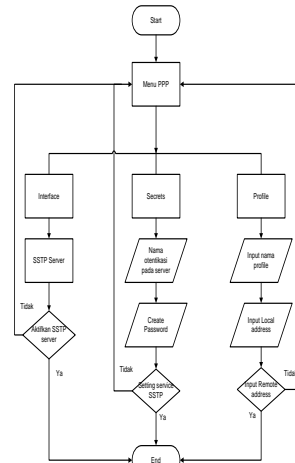 Start
Menu PPP
Interface
Secrets
Profile
SSTP Server
Nama
otentikasi
pada server
Input nama
profile
Tidak
Aktifkan SSTP
server
Ya
Create
Password
Input Local
address
Tidak
Setting service
SSTP
Ya
Tidak
Input Remote
address
Ya
End